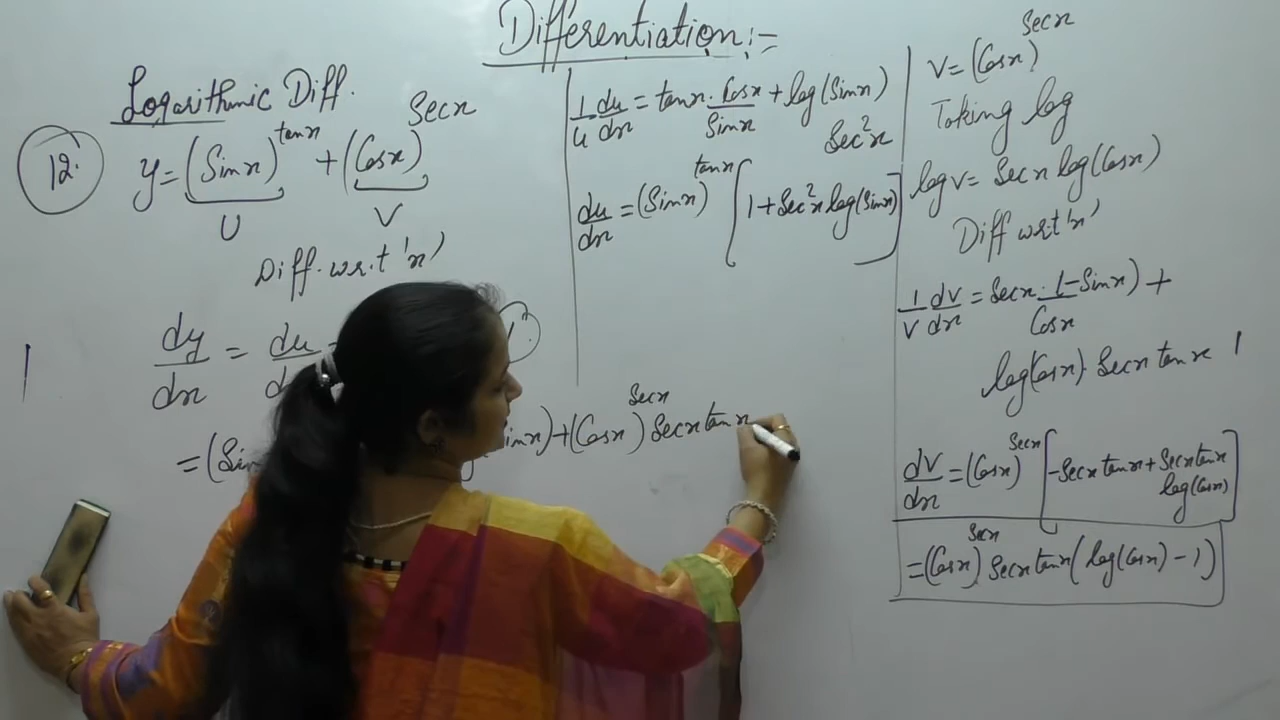 Differentiation :-
Logarithmic Diff.
12. y = (Sinx)^tanx + (Cosx)^Secx
U V
Diff. w.r.t 'x'
dy/dx = du/
= (Sin inx) + (Cosx)^Secx Secx tanx
1/u du/dx = tanx . Cosx/Sinx + log(Sinx)
Sec²x
du/dx = (Sinx)^tanx [1 + Sec²x log(Sinx)]
V = (Cosx)^Secx
Taking log
log V = Secx log(Cosx)
Diff w.r.t 'x'
1/V dV/dx = Secx . (-Sinx)/Cosx +
log(Cosx) . Secx tanx
dV/dx = (Cosx)^Secx [-Secx tanx + Secx tanx
log(Cosx)]
= (Cosx)^Secx Secx tanx (log(Cosx) - 1)